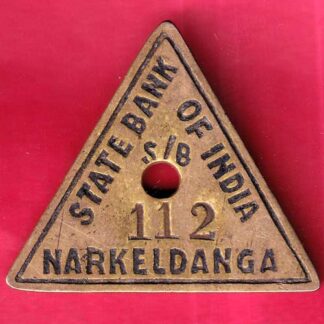 STATE BANK
OF INDIA
S/B
112
NARKELDANGA